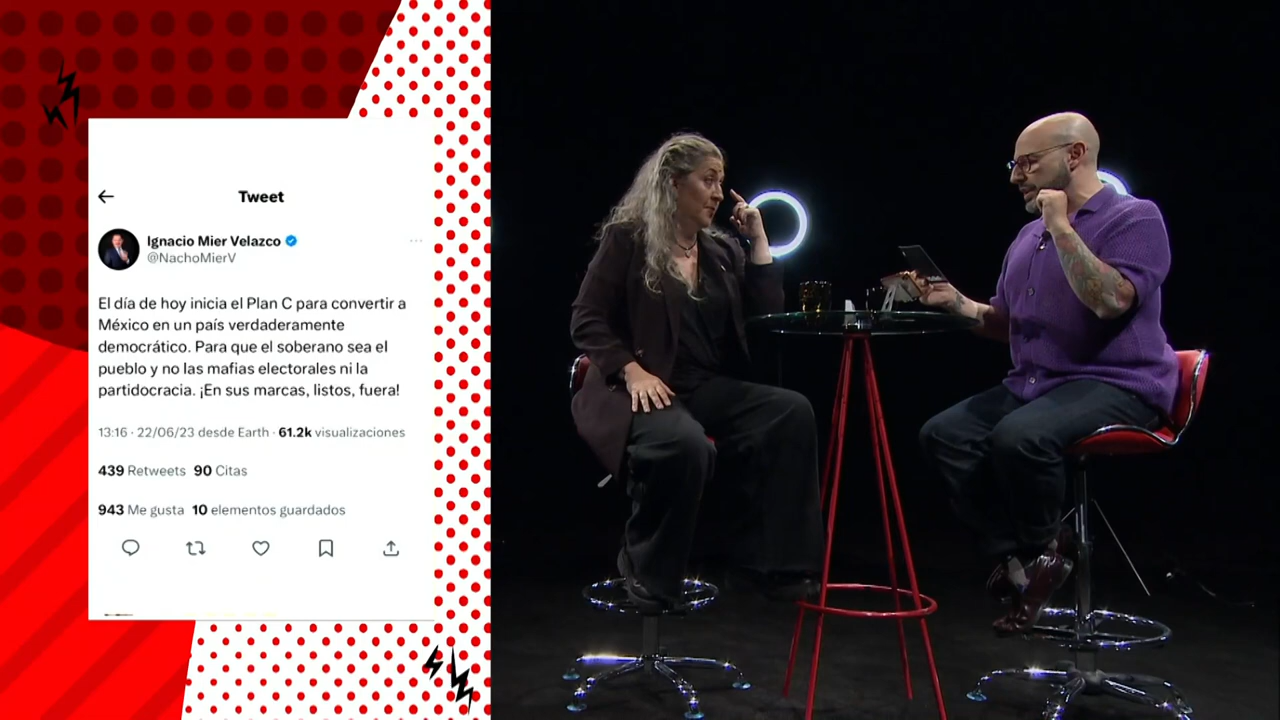 Tweet
Ignacio Mier Velazco
@NachoMierV
El día de hoy inicia el Plan C para convertir a
México en un país verdaderamente
democrático. Para que el soberano sea el
pueblo y no las mafias electorales ni la
partidocracia. ¡En sus marcas, listos, fuera!
13:16 · 22/06/23 desde Earth · 61.2k visualizaciones
439 Retweets 90 Citas
943 Me gusta 10 elementos guardados